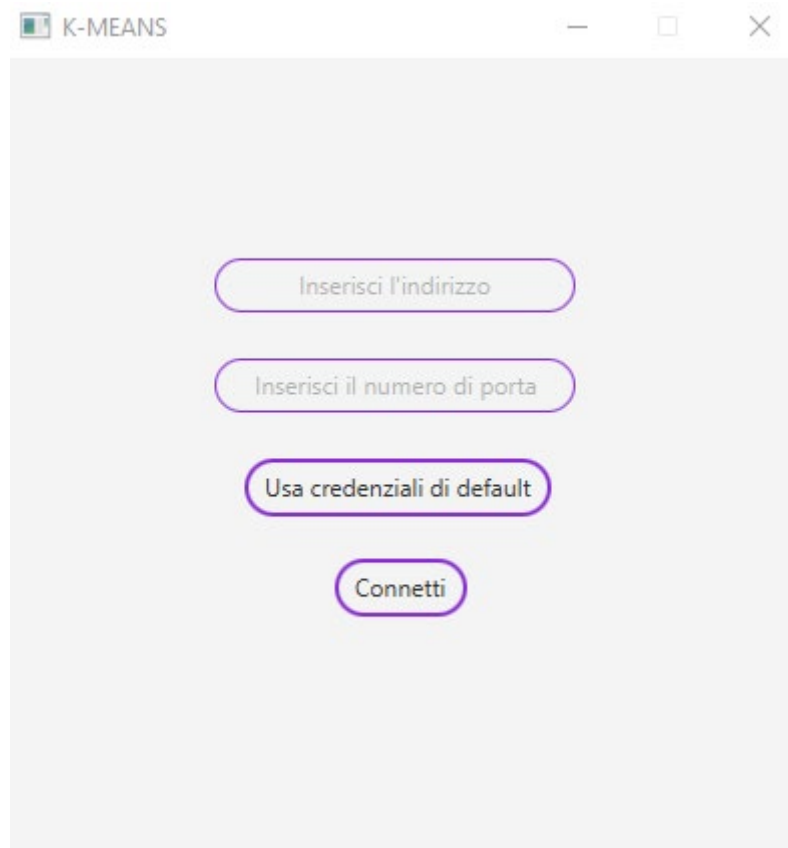 K-MEANS
Inserisci l'indirizzo
Inserisci il numero di porta
Usa credenziali di default
Connetti